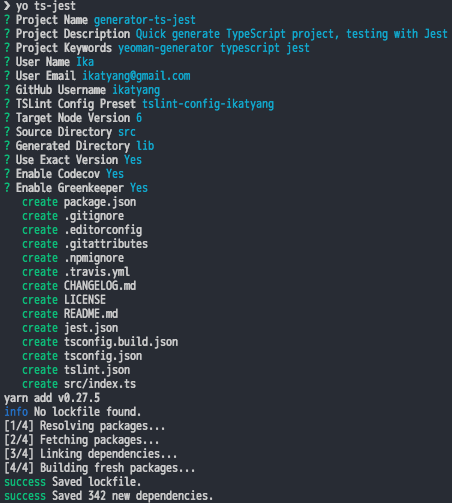 ❯ yo ts-jest
? Project Name generator-ts-jest
? Project Description Quick generate TypeScript project, testing with Jest
? Project Keywords yeoman-generator typescript jest
? User Name Ika
? User Email ikatyang@gmail.com
? GitHub Username ikatyang
? TSLint Config Preset tslint-config-ikatyang
? Target Node Version 6
? Source Directory src
? Generated Directory lib
? Use Exact Version Yes
? Enable Codecov Yes
? Enable Greenkeeper Yes
create package.json
create .gitignore
create .editorconfig
create .gitattributes
create .npmignore
create .travis.yml
create CHANGELOG.md
create LICENSE
create README.md
create jest.json
create tsconfig.build.json
create tsconfig.json
create tslint.json
create src/index.ts
yarn add v0.27.5
info No lockfile found.
[1/4] Resolving packages...
[2/4] Fetching packages...
[3/4] Linking dependencies...
[4/4] Building fresh packages...
success Saved lockfile.
success Saved 342 new dependencies.